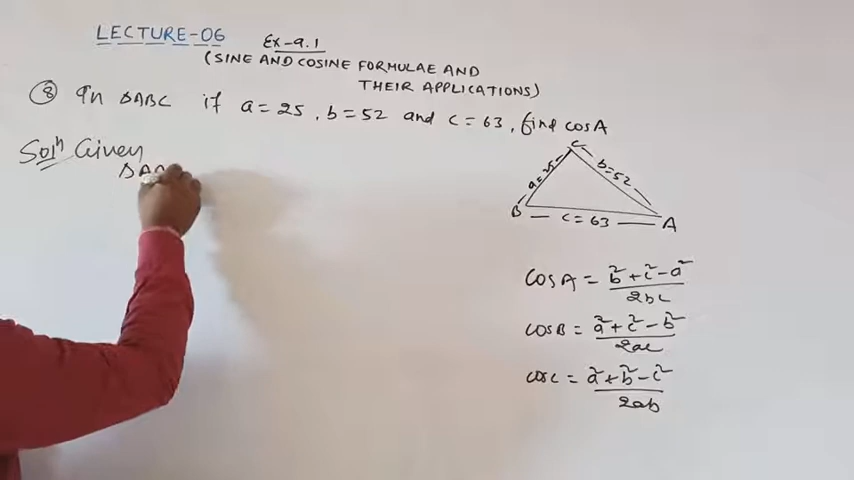 LECTURE-06
Ex-9.1
(SINE AND COSINE FORMULAE AND
THEIR APPLICATIONS)
⑧ In ΔABC if a = 25, b = 52 and c = 63, find cosA
Solⁿ Given
ΔAB
C
a = 25
b = 52
B
c = 63
A
cosA = b²+c²-a² / 2bc
cosB = a²+c²-b² / 2ac
cosC = a²+b²-c² / 2ab